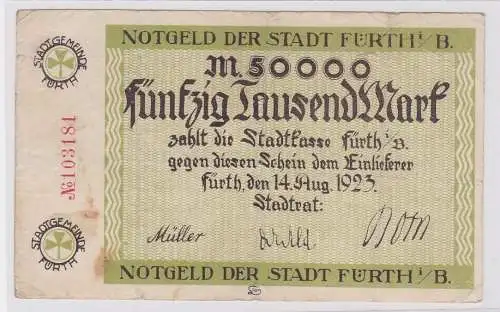 NOTGELD DER STADT FÜRTH i/B.
STADTGEMEINDE FÜRTH
M. 50000
Fünfzig Tausend Mark
zahlt die Stadtkasse Fürth i/B.
gegen diesen Schein dem Einlieferer
Fürth, den 14. Aug. 1923.
Stadtrat:
№103181
Müller
STADTGEMEINDE FÜRTH
NOTGELD DER STADT FÜRTH i/B.